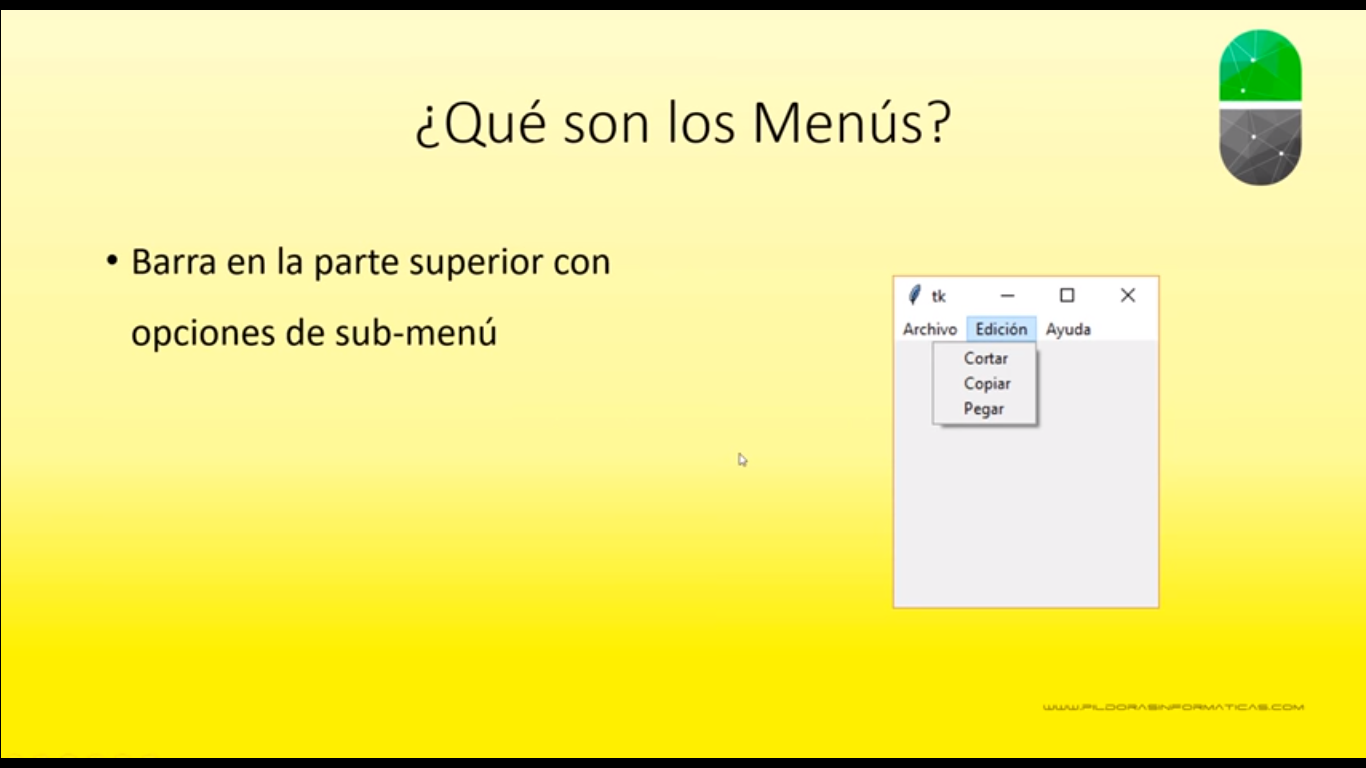 ¿Qué son los Menús?
• Barra en la parte superior con
opciones de sub-menú
tk
Archivo Edición Ayuda
Cortar
Copiar
Pegar
WWW.PILDORASINFORMATICAS.COM